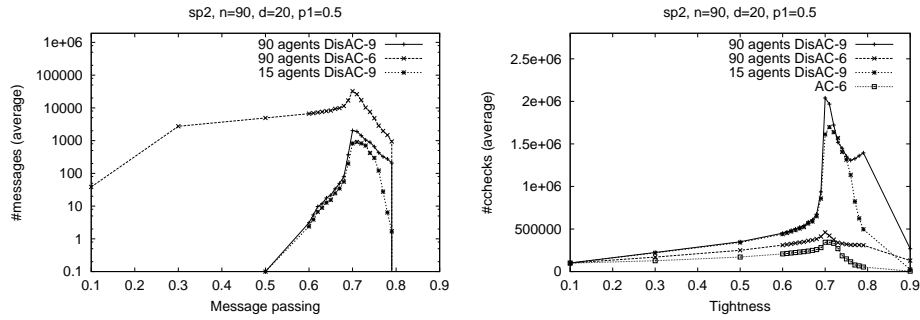 sp2, n=90, d=20, p1=0.5
#messages (average)
1e+06
100000
10000
1000
100
10
1
0.1
90 agents DisAC-9
90 agents DisAC-6
15 agents DisAC-9
0.1 0.2 0.3 0.4 0.5 0.6 0.7 0.8 0.9
Message passing
sp2, n=90, d=20, p1=0.5
#cchecks (average)
2.5e+06
2e+06
1.5e+06
1e+06
500000
0
90 agents DisAC-9
90 agents DisAC-6
15 agents DisAC-9
AC-6
0.1 0.2 0.3 0.4 0.5 0.6 0.7 0.8 0.9
Tightness